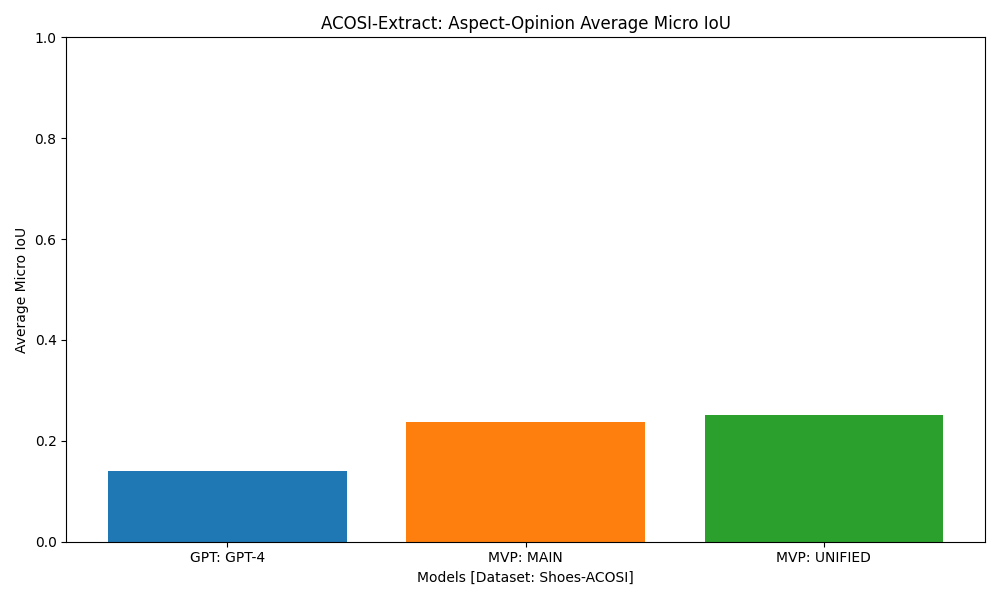 ACOSI-Extract: Aspect-Opinion Average Micro IoU
1.0
0.8
0.6
0.4
0.2
0.0
Average Micro IoU
GPT: GPT-4
MVP: MAIN
MVP: UNIFIED
Models [Dataset: Shoes-ACOSI]